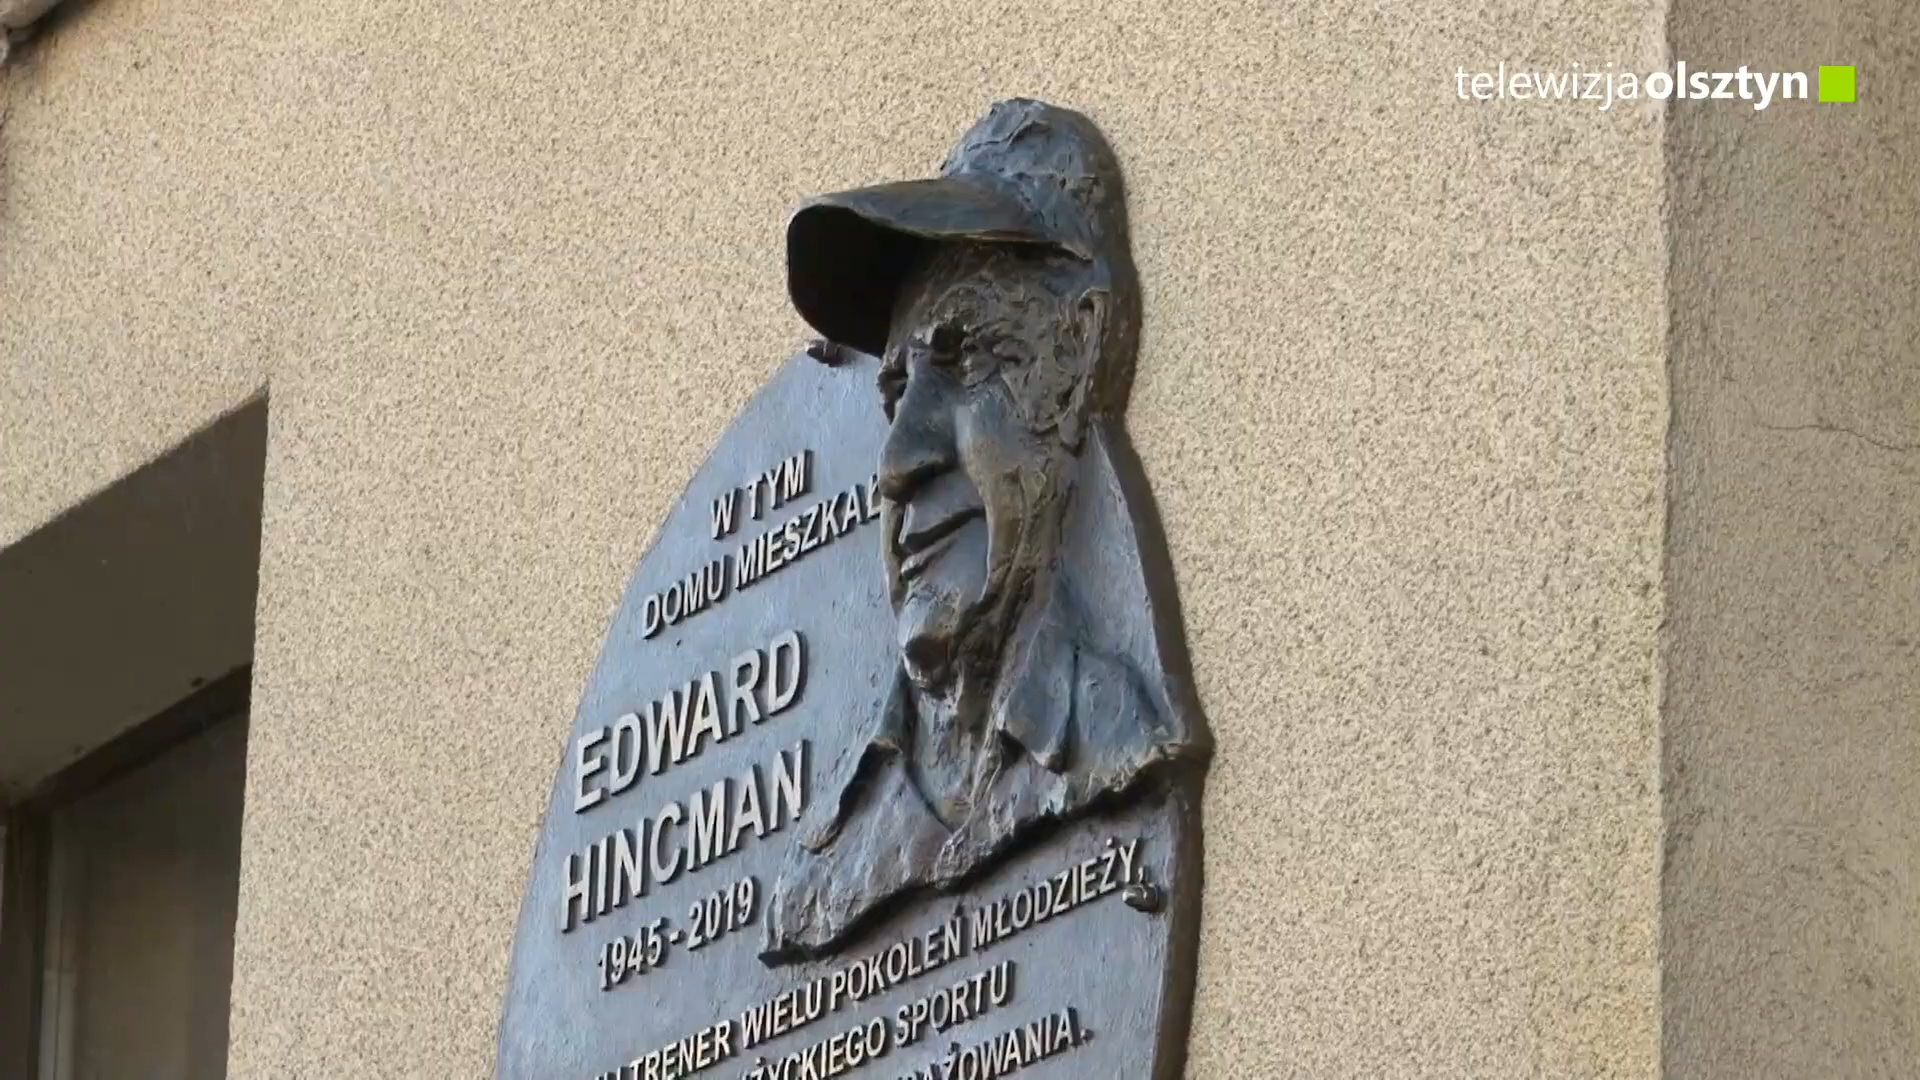 telewizjaolsztyn
W TYM
DOMU MIESZKAŁ
EDWARD
HINCMAN
1945 - 2019
TRENER WIELU POKOLEŃ MŁODZIEŻY,
SPORTU